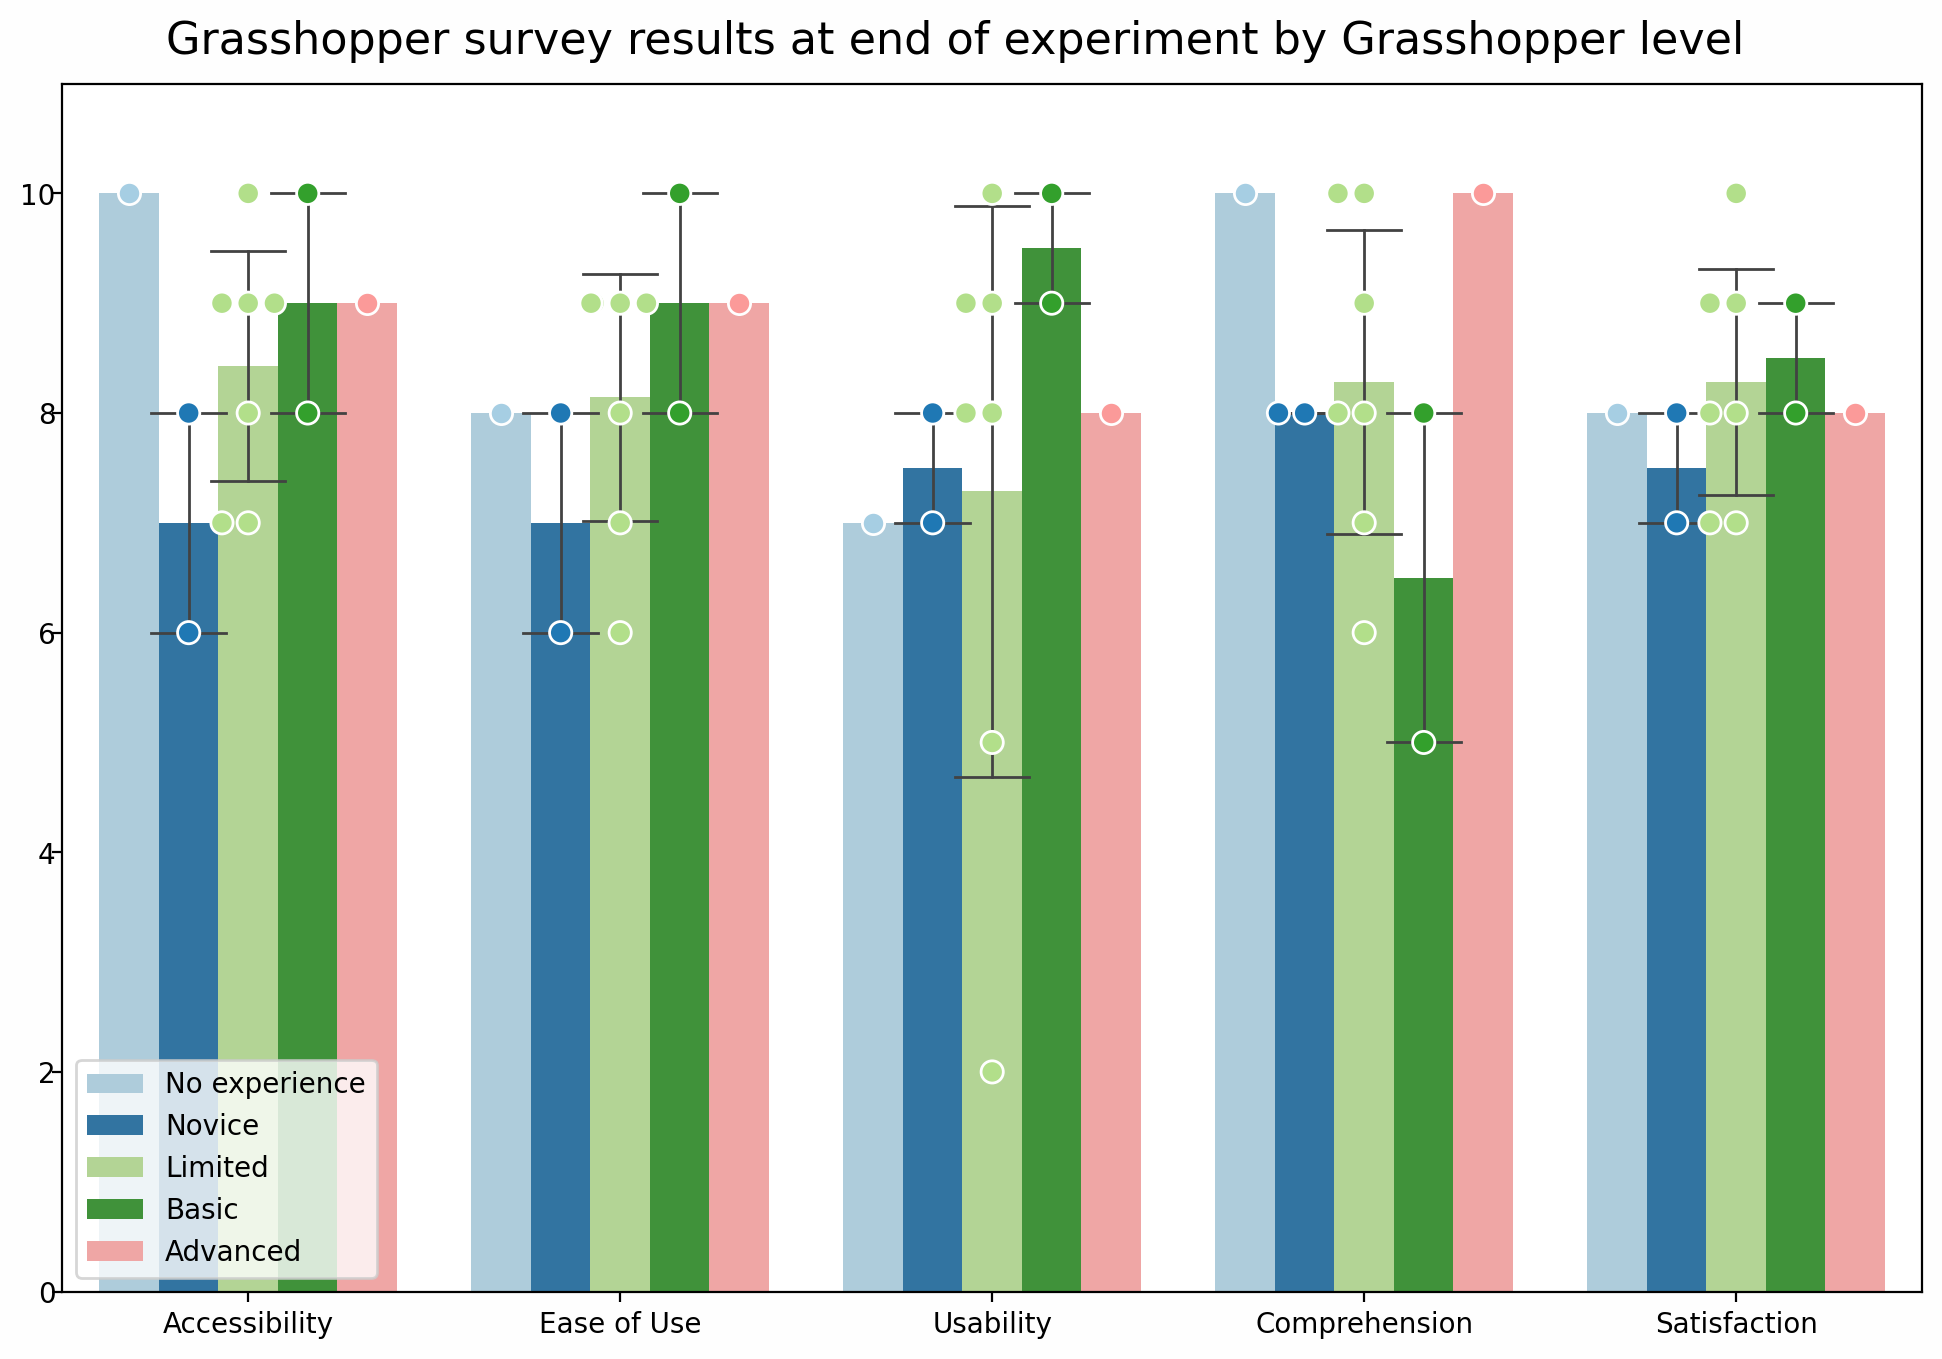 Grasshopper survey results at end of experiment by Grasshopper level
10
8
6
4
2
0
No experience
Novice
Limited
Basic
Advanced
Accessibility
Ease of Use
Usability
Comprehension
Satisfaction